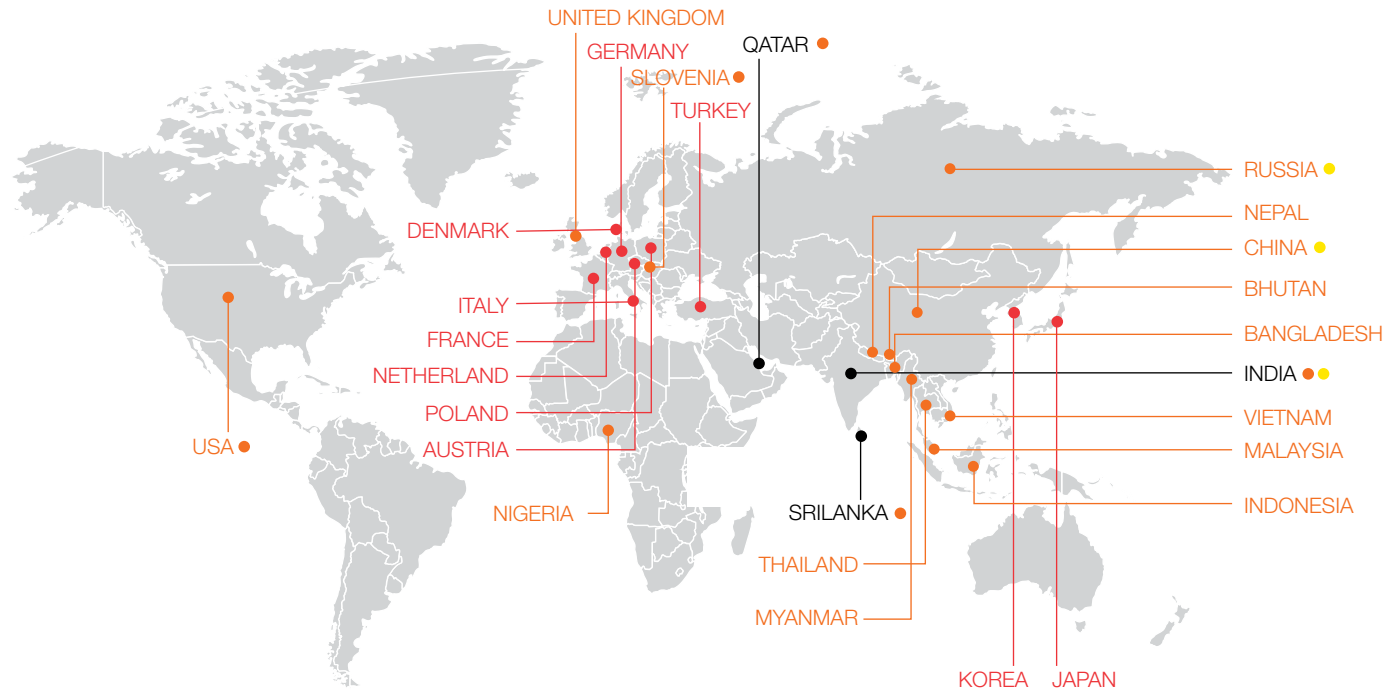 UNITED KINGDOM
GERMANY
QATAR
SLOVENIA
TURKEY
RUSSIA
NEPAL
DENMARK
CHINA
BHUTAN
ITALY
BANGLADESH
FRANCE
NETHERLAND
INDIA
POLAND
VIETNAM
USA
AUSTRIA
MALAYSIA
INDONESIA
NIGERIA
SRILANKA
THAILAND
MYANMAR
KOREA
JAPAN